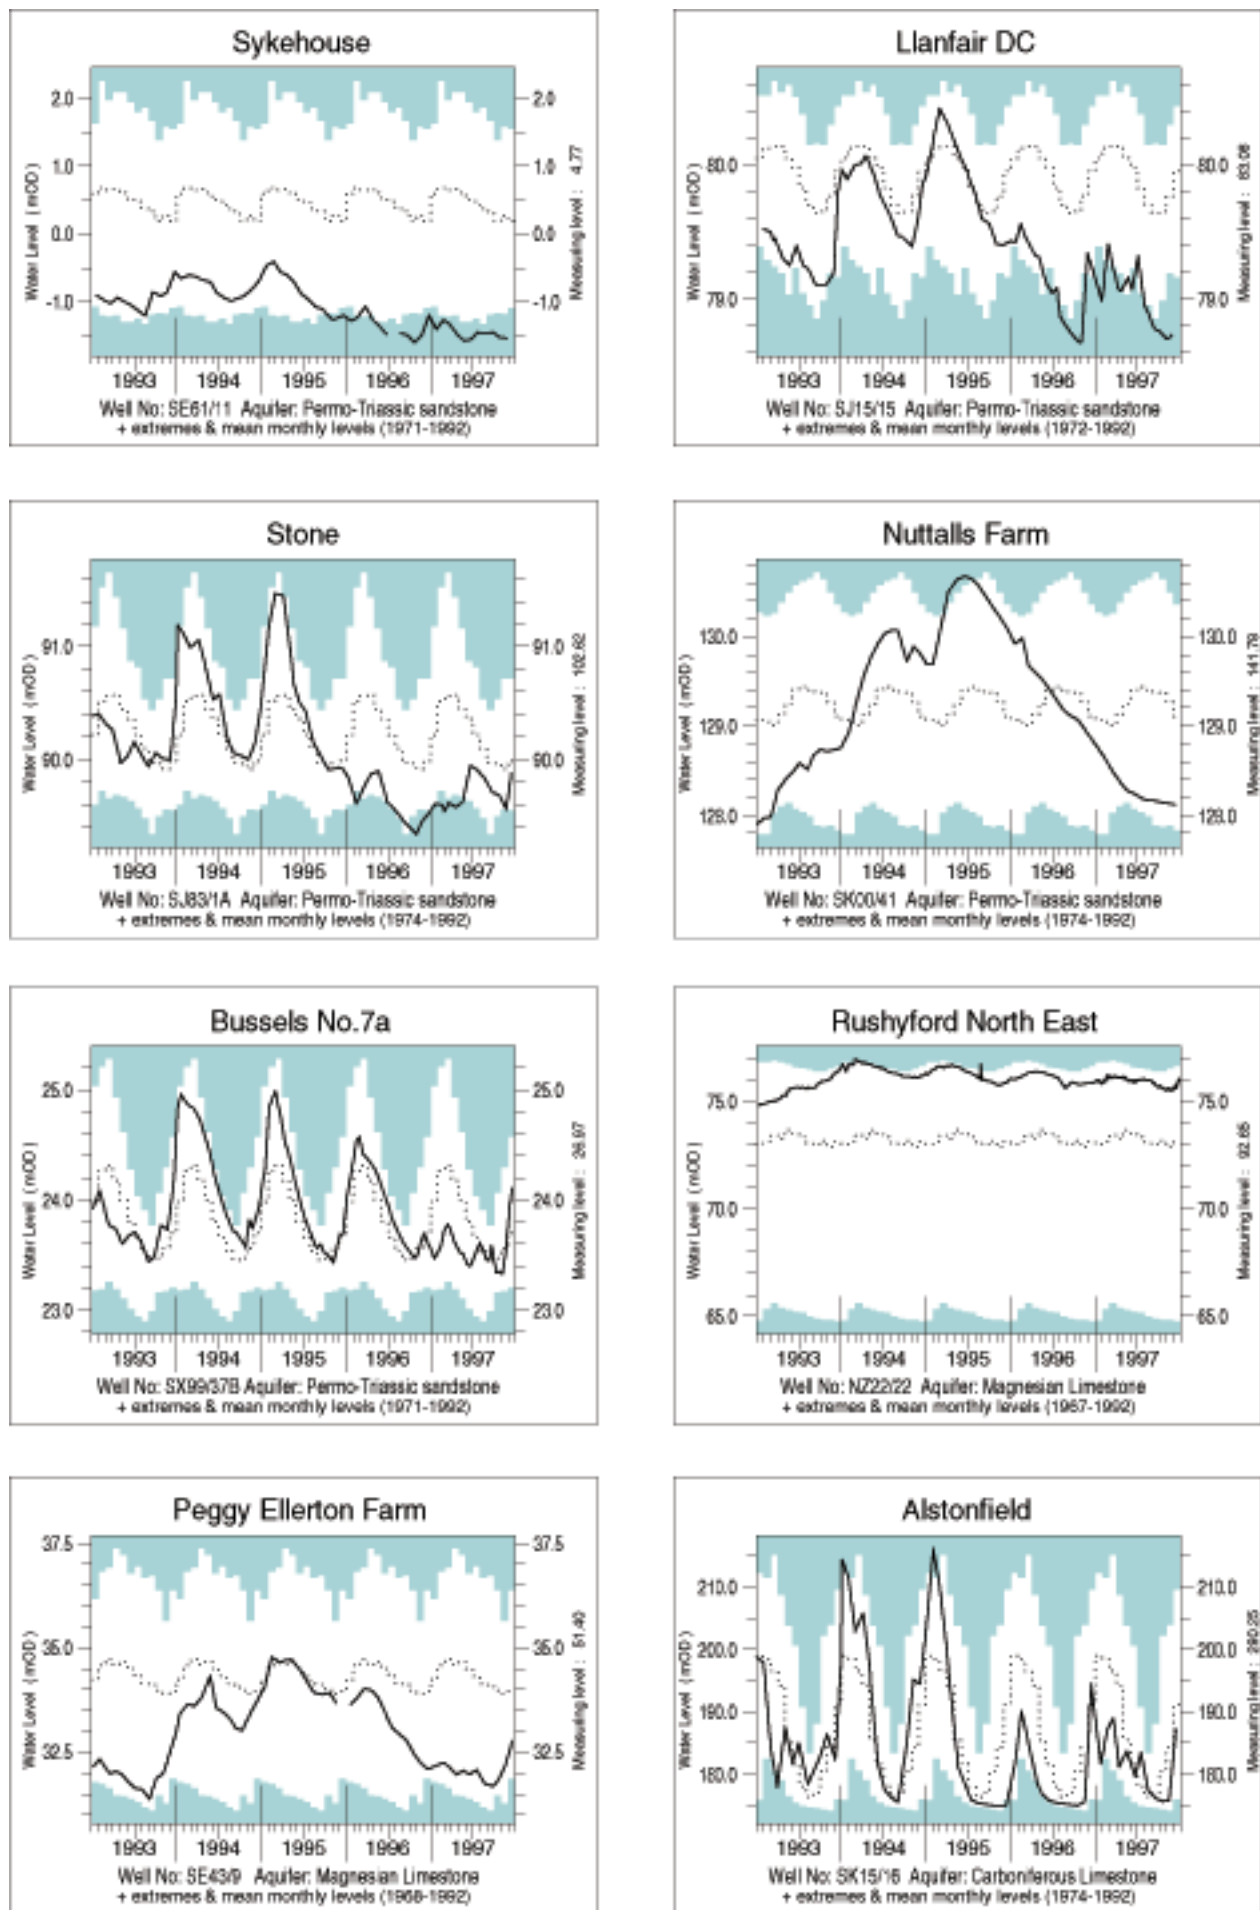 Sykehouse
Water Level (mOD)
2.0
1.0
0.0
-1.0
2.0
1.0
0.0
-1.0
Measuring level : 4.77
1993 1994 1995 1996 1997
Well No: SE61/11 Aquifer: Permo-Triassic sandstone
+ extremes & mean monthly levels (1971-1992)
Llanfair DC
Water Level (mOD)
80.0
79.0
80.0
79.0
Measuring level : 83.08
1993 1994 1995 1996 1997
Well No: SJ15/15 Aquifer: Permo-Triassic sandstone
+ extremes & mean monthly levels (1972-1992)
Stone
Water Level (mOD)
91.0
90.0
91.0
90.0
Measuring level : 102.62
1993 1994 1995 1996 1997
Well No: SJ83/1A Aquifer: Permo-Triassic sandstone
+ extremes & mean monthly levels (1974-1992)
Nuttalls Farm
Water Level (mOD)
130.0
129.0
128.0
130.0
129.0
128.0
Measuring level : 141.78
1993 1994 1995 1996 1997
Well No: SK00/41 Aquifer: Permo-Triassic sandstone
+ extremes & mean monthly levels (1974-1992)
Bussels No.7a
Water Level (mOD)
25.0
24.0
23.0
25.0
24.0
23.0
Measuring level : 26.97
1993 1994 1995 1996 1997
Well No: SX99/37B Aquifer: Permo-Triassic sandstone
+ extremes & mean monthly levels (1971-1992)
Rushyford North East
Water Level (mOD)
75.0
70.0
65.0
75.0
70.0
65.0
Measuring level : 92.65
1993 1994 1995 1996 1997
Well No: NZ22/22 Aquifer: Magnesian Limestone
+ extremes & mean monthly levels (1967-1992)
Peggy Ellerton Farm
Water Level (mOD)
37.5
35.0
32.5
37.5
35.0
32.5
Measuring level : 51.40
1993 1994 1995 1996 1997
Well No: SE43/9 Aquifer: Magnesian Limestone
+ extremes & mean monthly levels (1968-1992)
Alstonfield
Water Level (mOD)
210.0
200.0
190.0
180.0
210.0
200.0
190.0
180.0
Measuring level : 280.25
1993 1994 1995 1996 1997
Well No: SK15/16 Aquifer: Carboniferous Limestone
+ extremes & mean monthly levels (1974-1992)